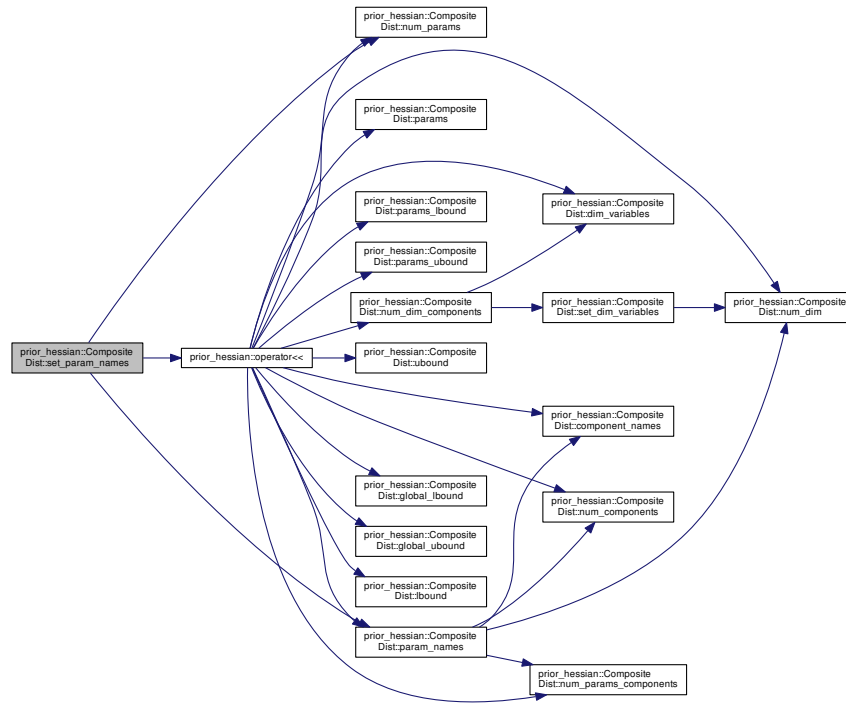 prior_hessian::Composite
Dist::num_params
prior_hessian::Composite
Dist::params
prior_hessian::Composite
Dist::params_lbound
prior_hessian::Composite
Dist::dim_variables
prior_hessian::Composite
Dist::params_ubound
prior_hessian::Composite
Dist::num_dim_components
prior_hessian::Composite
Dist::set_dim_variables
prior_hessian::Composite
Dist::num_dim
prior_hessian::Composite
Dist::set_param_names
prior_hessian::operator<<
prior_hessian::Composite
Dist::ubound
prior_hessian::Composite
Dist::component_names
prior_hessian::Composite
Dist::global_lbound
prior_hessian::Composite
Dist::num_components
prior_hessian::Composite
Dist::global_ubound
prior_hessian::Composite
Dist::lbound
prior_hessian::Composite
Dist::param_names
prior_hessian::Composite
Dist::num_params_components